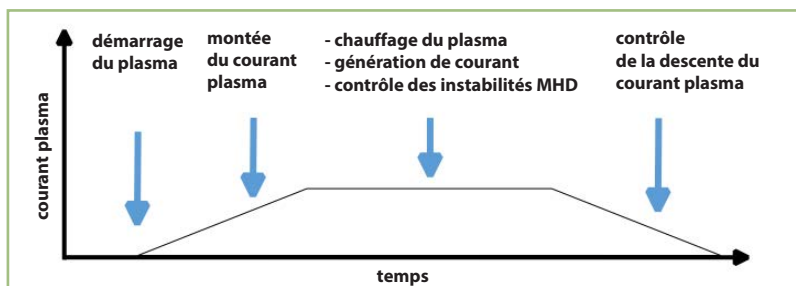 démarrage
du plasma
montée
du courant
plasma
- chauffage du plasma
- génération de courant
- contrôle des instabilités MHD
contrôle
de la descente du
courant plasma
courant plasma
temps